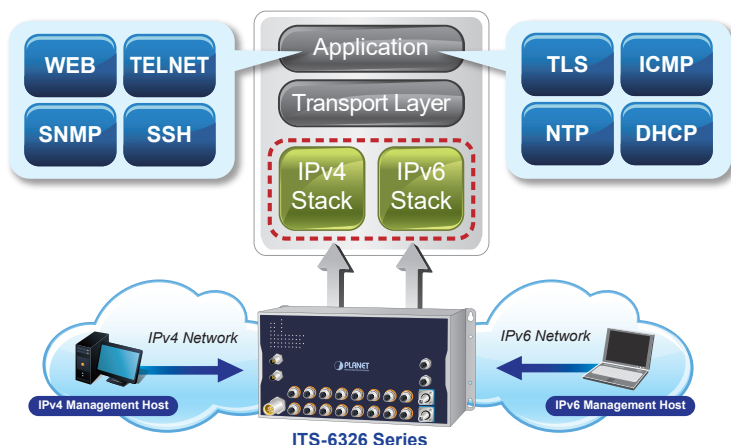 WEB
TELNET
SNMP
SSH
Application
Transport Layer
IPv4
Stack
IPv6
Stack
TLS
ICMP
NTP
DHCP
IPv4 Network
IPv4 Management Host
PLANET
IPv6 Network
IPv6 Management Host
ITS-6326 Series